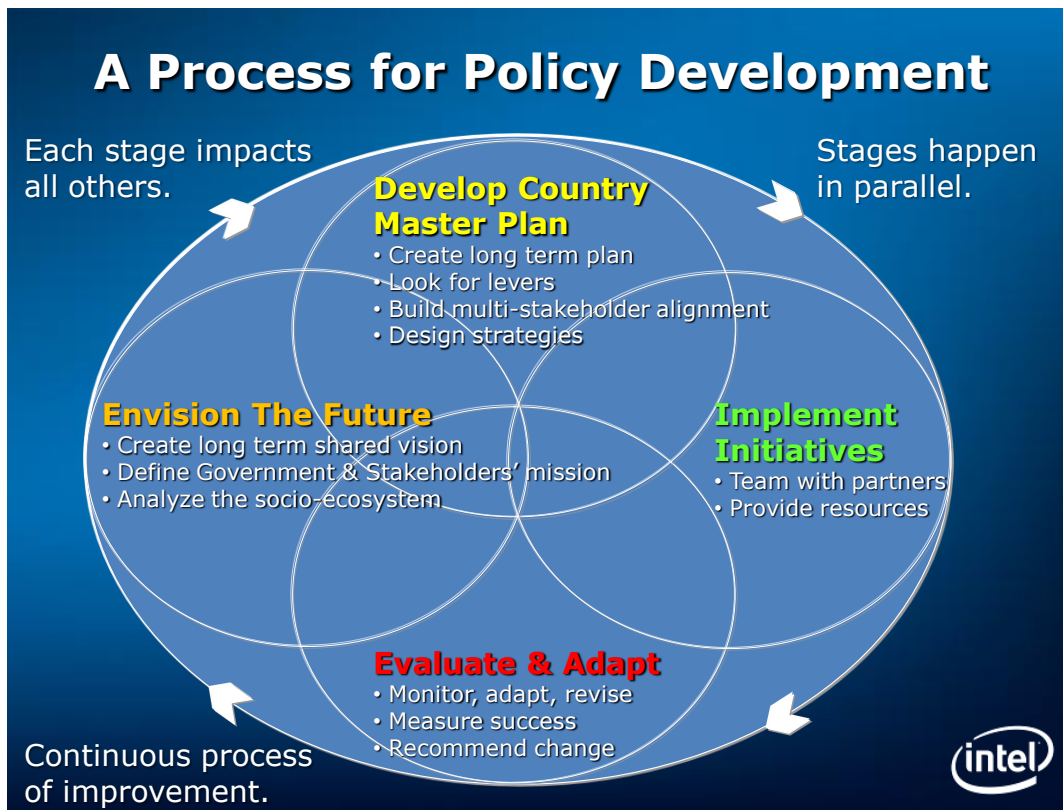 A Process for Policy Development
Each stage impacts
all others.
Stages happen
in parallel.
Develop Country
Master Plan
• Create long term plan
• Look for levers
• Build multi-stakeholder alignment
• Design strategies
Envision The Future
• Create long term shared vision
• Define Government & Stakeholders’ mission
• Analyze the socio-ecosystem
Implement
Initiatives
• Team with partners
• Provide resources
Evaluate & Adapt
• Monitor, adapt, revise
• Measure success
• Recommend change
Continuous process
of improvement.
intel